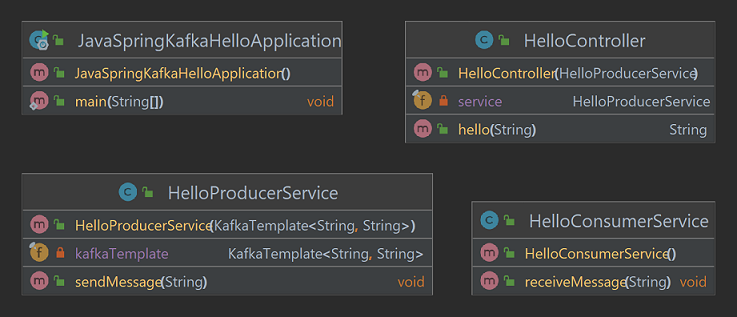 JavaSpringKafkaHelloApplication
JavaSpringKafkaHelloApplication()
main(String[]) void
HelloController
HelloController(HelloProducerService)
service HelloProducerService
hello(String) String
HelloProducerService
HelloProducerService(KafkaTemplate<String, String>)
kafkaTemplate KafkaTemplate<String, String>
sendMessage(String) void
HelloConsumerService
HelloConsumerService()
receiveMessage(String) void